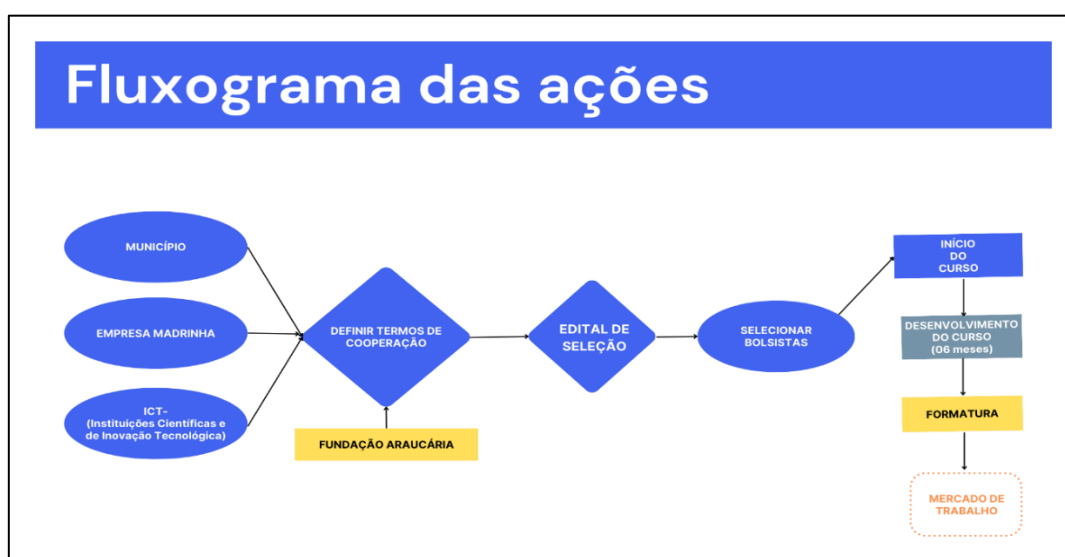 Fluxograma das ações
MUNICÍPIO
EMPRESA MADRINHA
ICT-
(Instituições Científicas e
de Inovação Tecnológica)
DEFINIR TERMOS DE
COOPERAÇÃO
FUNDAÇÃO ARAUCÁRIA
EDITAL DE
SELEÇÃO
SELECIONAR
BOLSISTAS
INÍCIO
DO
CURSO
DESENVOLVIMENTO
DO CURSO
(06 meses)
FORMATURA
MERCADO DE
TRABALHO